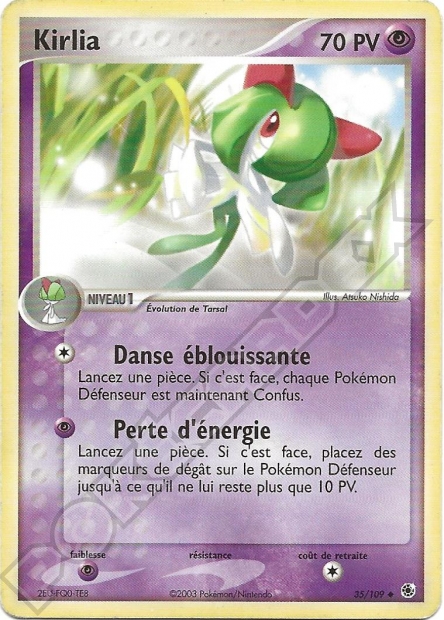 Kirlia 70 PV
Illus. Atsuko Nishida
NIVEAU 1
Évolution de Tarsal
Danse éblouissante
Lancez une pièce. Si c'est face, chaque Pokémon
Défenseur est maintenant Confus.
Perte d'énergie
Lancez une pièce. Si c'est face, placez des
marqueurs de dégât sur le Pokémon Défenseur
jusqu'à ce qu'il ne lui reste plus que 10 PV.
faiblesse résistance coût de retraite
©2003 Pokémon/Nintendo 35/109